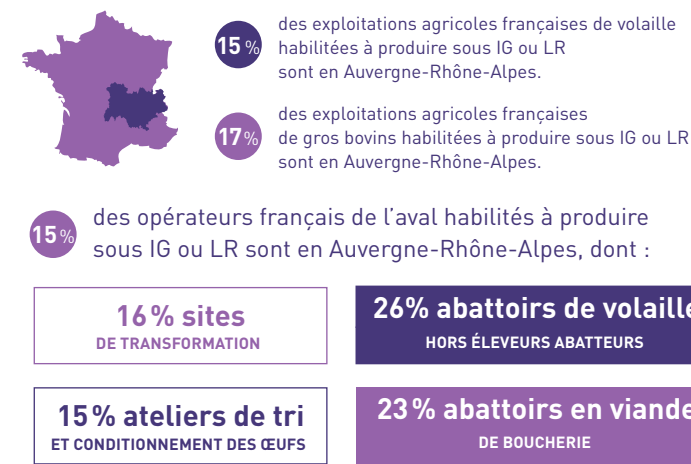 15 %
des exploitations agricoles françaises de volaille
habilitées à produire sous IG ou LR
sont en Auvergne-Rhône-Alpes.
17 %
des exploitations agricoles françaises
de gros bovins habilitées à produire sous IG ou LR
sont en Auvergne-Rhône-Alpes.
15 %
des opérateurs français de l’aval habilités à produire
sous IG ou LR sont en Auvergne-Rhône-Alpes, dont :
16 % sites
DE TRANSFORMATION
26% abattoirs de volaille
HORS ÉLEVEURS ABATTEURS
15 % ateliers de tri
ET CONDITIONNEMENT DES ŒUFS
23 % abattoirs en viande
DE BOUCHERIE